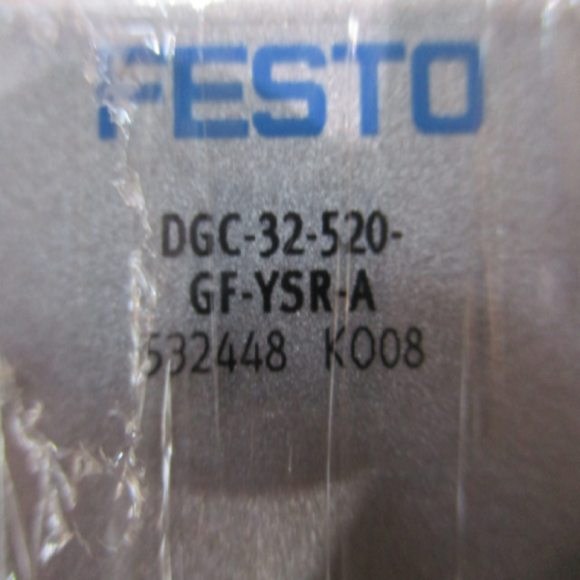 FESTO
DGC-32-520-
GF-YSR-A
532448 K008